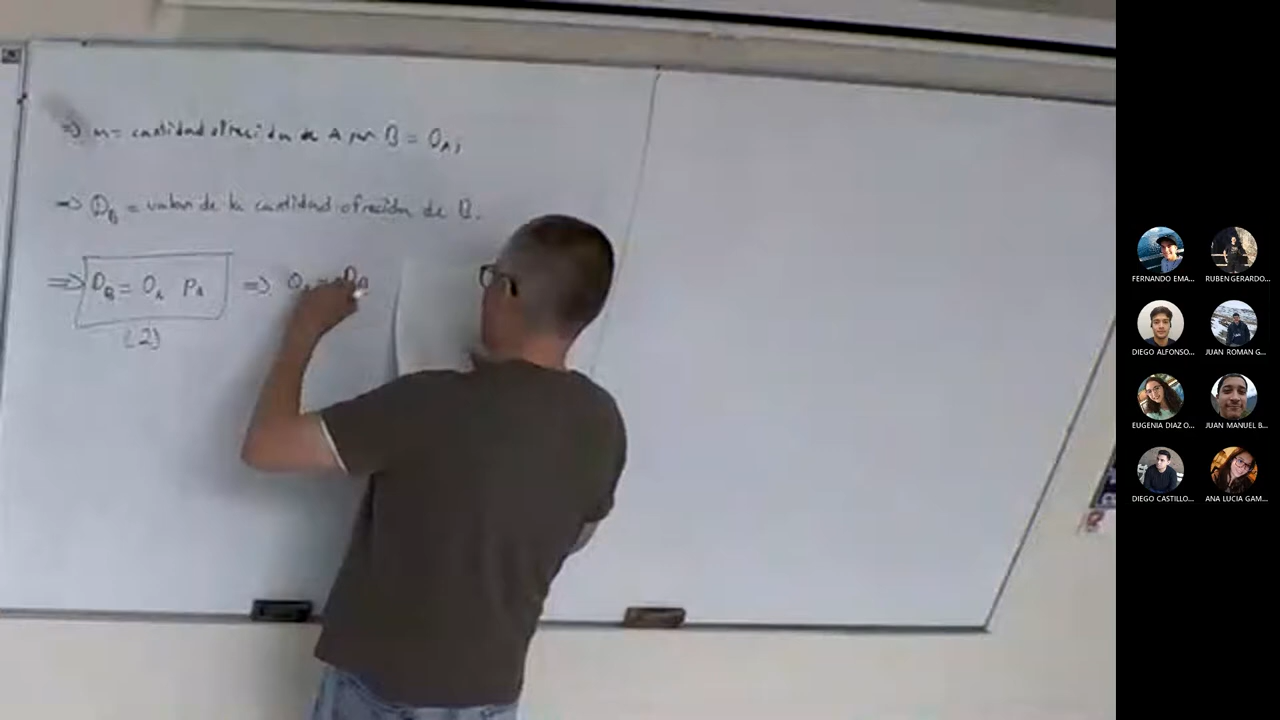 ⇒ m = cantidad ofrecida de A por B = O_A,
⇒ D_B = valor de la cantidad ofrecida de B.
⇒ D_B = O_A P_A ⇒ O_A = D_B
(2)
FERNANDO EMA...
RUBEN GERARDO...
DIEGO ALFONSO...
JUAN ROMAN G...
EUGENIA DIAZ O...
JUAN MANUEL B...
DIEGO CASTILLO...
ANA LUCIA GAM...